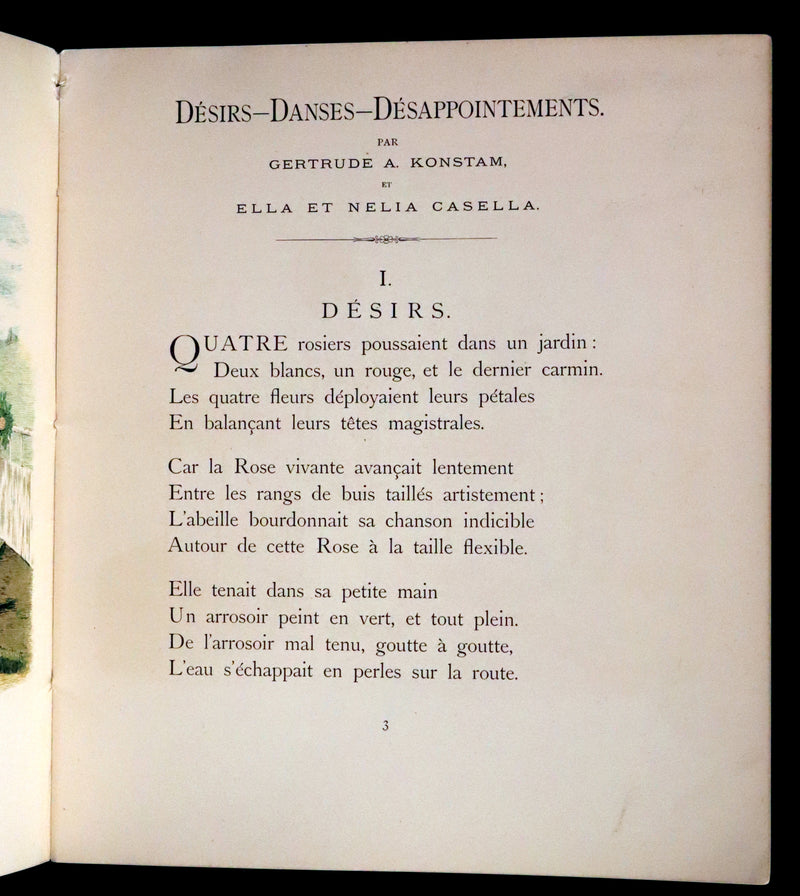 DÉSIRS—DANSES—DÉSAPPOINTEMENTS.
PAR
GERTRUDE A. KONSTAM,
ET
ELLA ET NELIA CASELLA.
I.
DÉSIRS.
QUATRE rosiers poussaient dans un jardin :
Deux blancs, un rouge, et le dernier carmin.
Les quatre fleurs déployaient leurs pétales
En balançant leurs têtes magistrales.
Car la Rose vivante avançait lentement
Entre les rangs de buis taillés artistement ;
L'abeille bourdonnait sa chanson indicible
Autour de cette Rose à la taille flexible.
Elle tenait dans sa petite main
Un arrosoir peint en vert, et tout plein.
De l'arrosoir mal tenu, goutte à goutte,
L'eau s'échappait en perles sur la route.
3